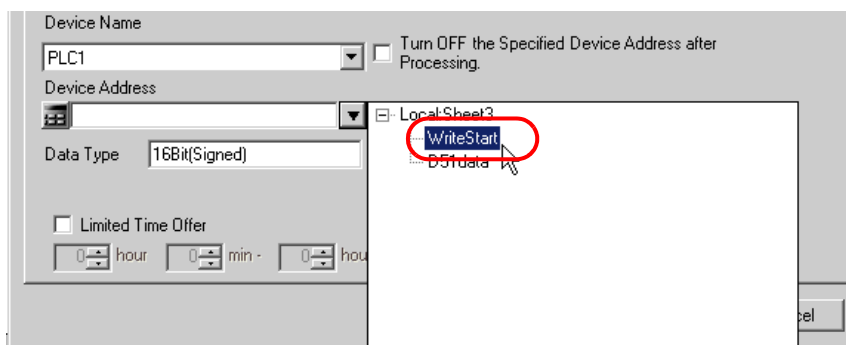 Device Name
PLC1
Turn OFF the Specified Device Address after
Processing.
Device Address
Local:Sheet3
WriteStart
D51data
Data Type 16Bit(Signed)
Limited Time Offer
0 hour 0 min - 0 hou
cel